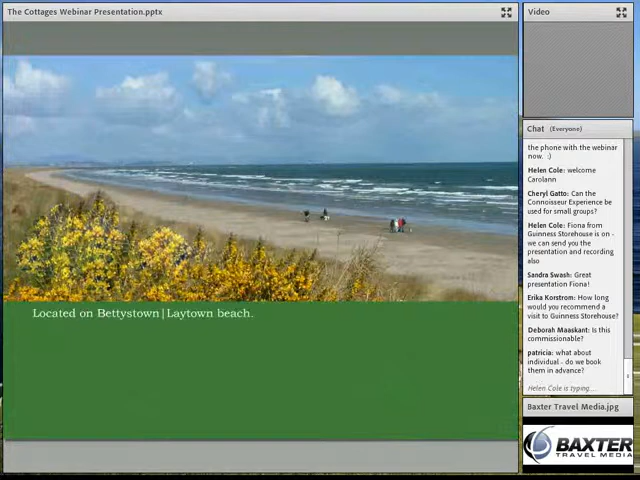 The Cottages Webinar Presentation.pptx
Located on Bettystown|Laytown beach.
Video
Chat (Everyone)
the phone with the webinar
now. :)
Helen Cole: welcome
Carolann
Cheryl Gatto: Can the
Connoisseur Experience be
used for small groups?
Helen Cole: Fiona from
Guinness Storehouse is on -
we can send you the
presentation and recording
also
Sandra Swash: Great
presentation Fiona!
Erika Korstrom: How long
would you recommend a
visit to Guinness Storehouse?
Deborah Maaskant: Is this
commissionable?
patricia: what about
individual - do we book
them in advance?
Helen Cole is typing...
Baxter Travel Media.jpg
BAXTER
TRAVEL MEDIA